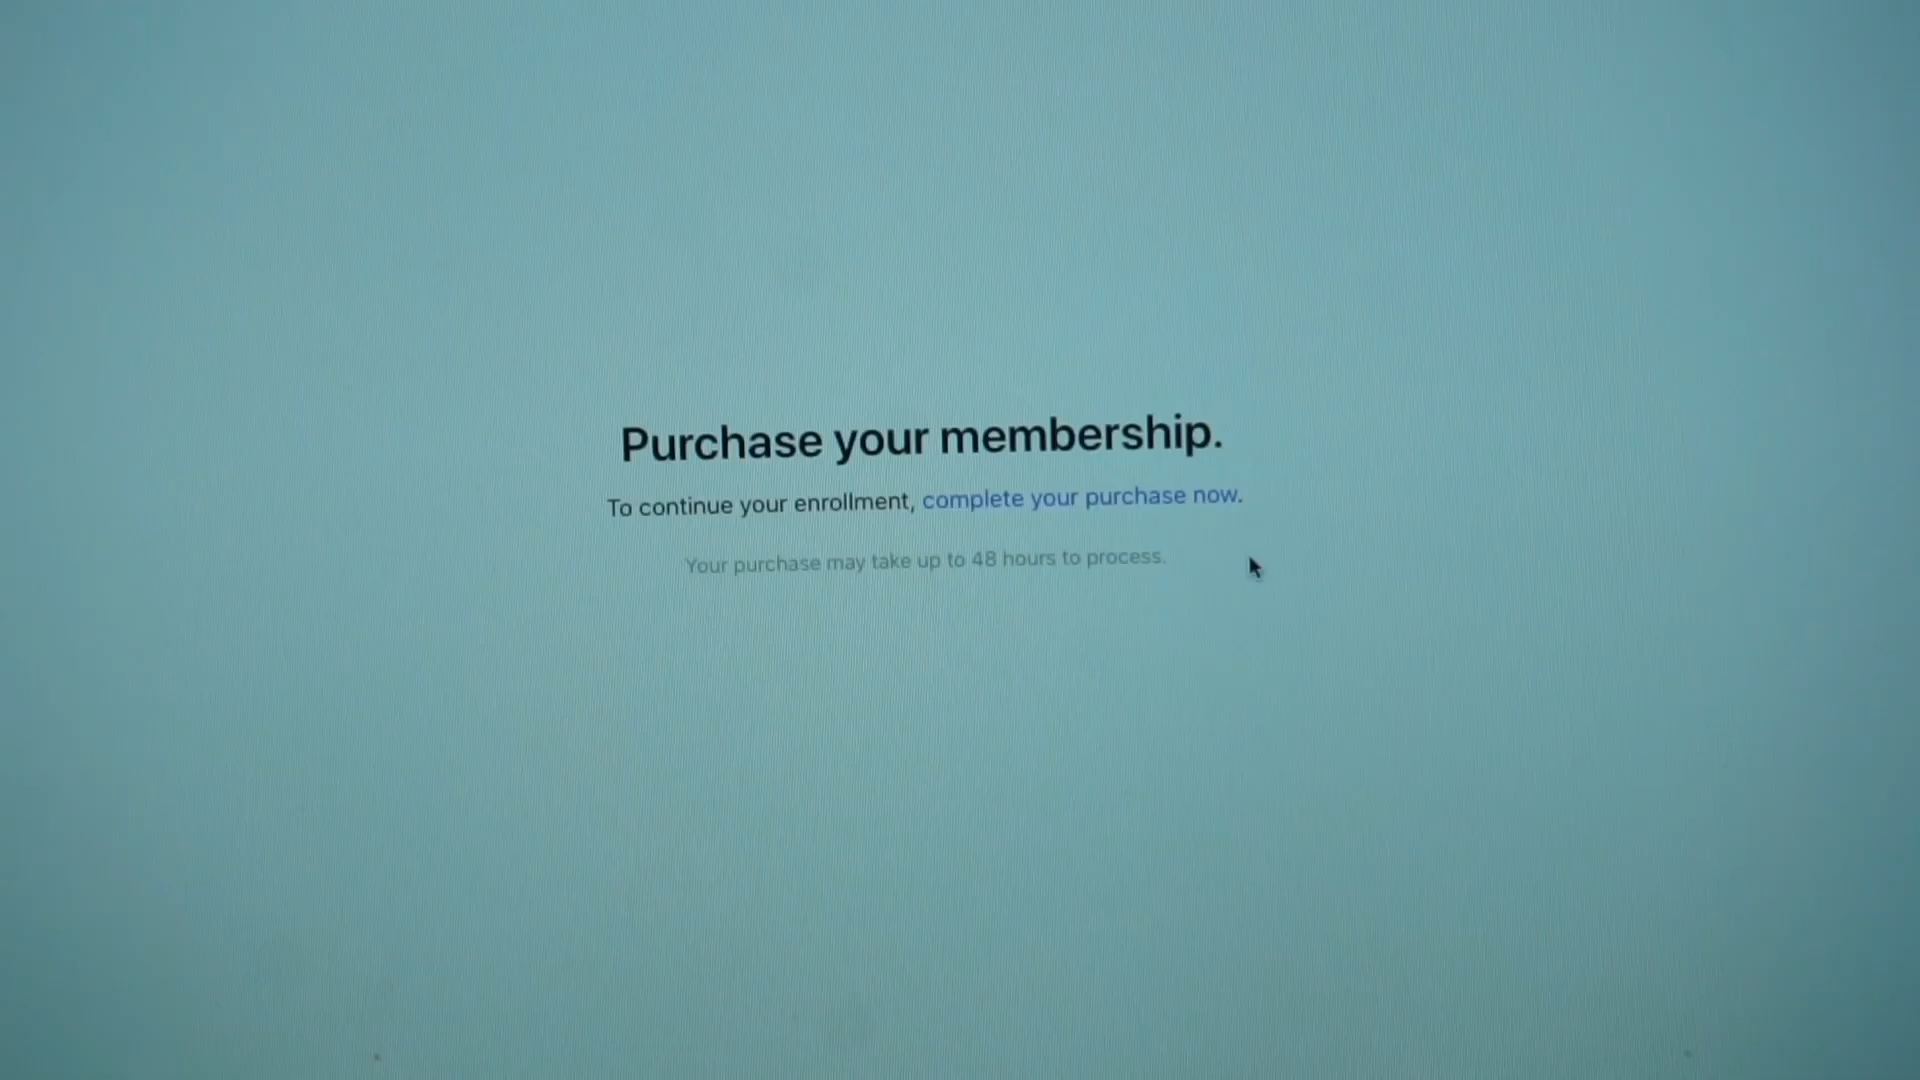 Purchase your membership.
To continue your enrollment, complete your purchase now.
Your purchase may take up to 48 hours to process.